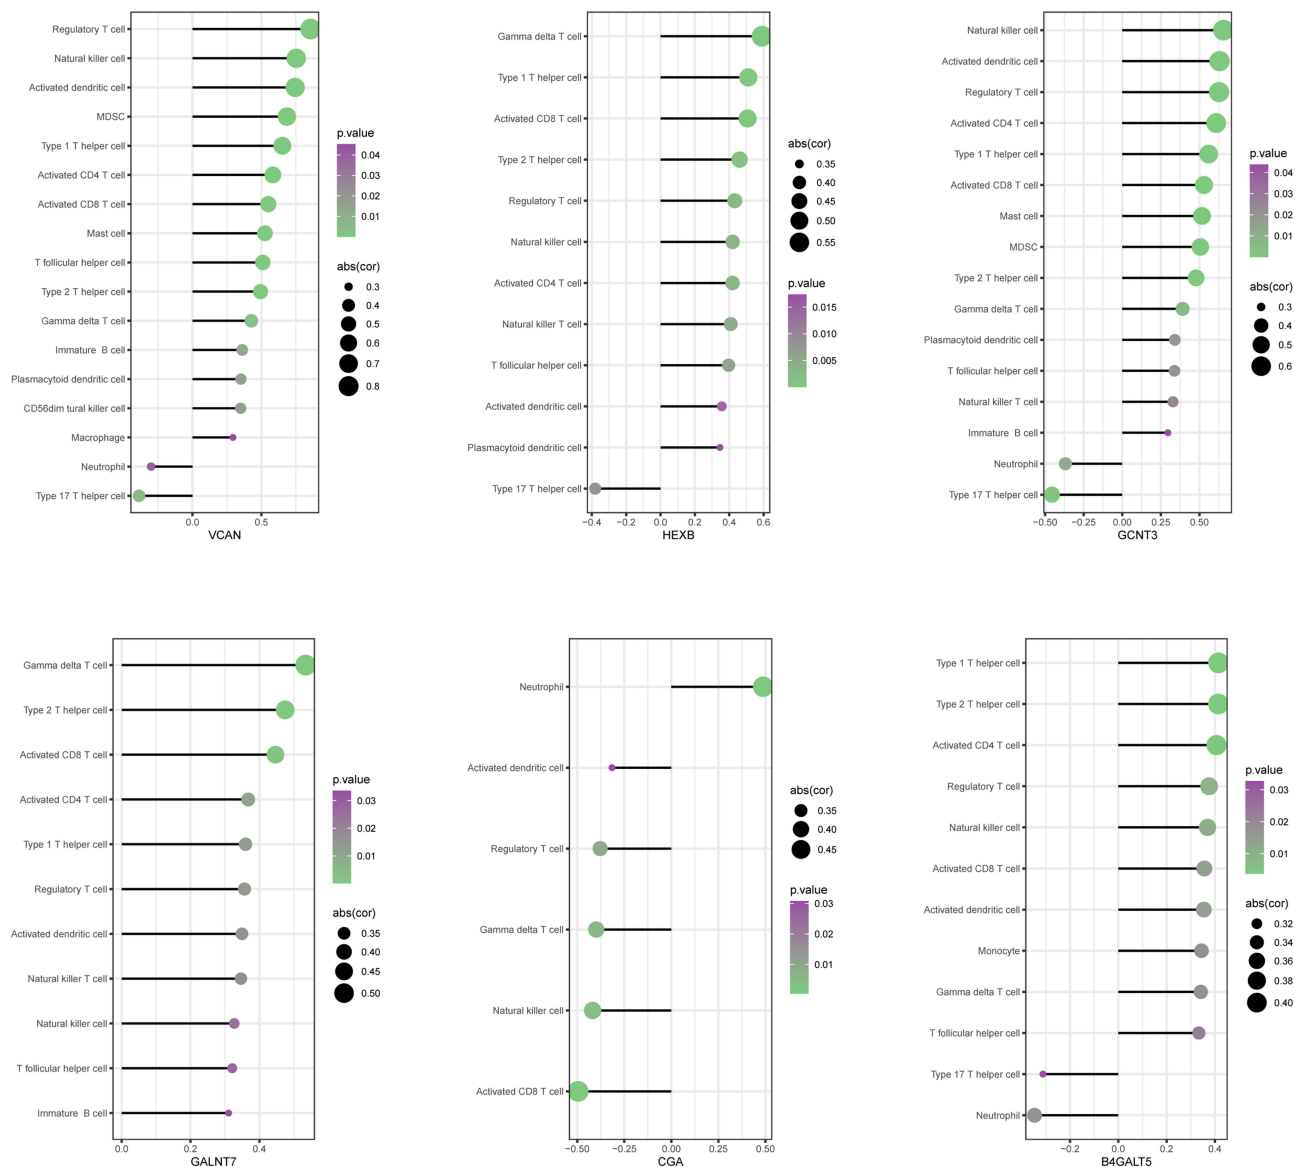 Regulatory T cell
Natural killer cell
Activated dendritic cell
MDSC
Type 1 T helper cell
Activated CD4 T cell
Activated CD8 T cell
Mast cell
T follicular helper cell
Type 2 T helper cell
Gamma delta T cell
Immature  B cell
Plasmacytoid dendritic cell
CD56dim tural killer cell
Macrophage
Neutrophil
Type 17 T helper cell
0.0 0.5
VCAN
p.value
0.04
0.03
0.02
0.01
abs(cor)
0.3
0.4
0.5
0.6
0.7
0.8
Gamma delta T cell
Type 1 T helper cell
Activated CD8 T cell
Type 2 T helper cell
Regulatory T cell
Natural killer cell
Activated CD4 T cell
Natural killer T cell
T follicular helper cell
Activated dendritic cell
Plasmacytoid dendritic cell
Type 17 T helper cell
−0.4 −0.2 0.0 0.2 0.4 0.6
HEXB
abs(cor)
0.35
0.40
0.45
0.50
0.55
p.value
0.015
0.010
0.005
Natural killer cell
Activated dendritic cell
Regulatory T cell
Activated CD4 T cell
Type 1 T helper cell
Activated CD8 T cell
Mast cell
MDSC
Type 2 T helper cell
Gamma delta T cell
Plasmacytoid dendritic cell
T follicular helper cell
Natural killer T cell
Immature  B cell
Neutrophil
Type 17 T helper cell
−0.50 −0.25 0.00 0.25 0.50
GCNT3
p.value
0.04
0.03
0.02
0.01
abs(cor)
0.3
0.4
0.5
0.6
Gamma delta T cell
Type 2 T helper cell
Activated CD8 T cell
Activated CD4 T cell
Type 1 T helper cell
Regulatory T cell
Activated dendritic cell
Natural killer T cell
Natural killer cell
T follicular helper cell
Immature  B cell
0.0 0.4
GALNT7
p.value
0.03
0.02
0.01
abs(cor)
0.35
0.40
0.45
0.50
Neutrophil
Activated dendritic cell
Regulatory T cell
Gamma delta T cell
Natural killer cell
Activated CD8 T cell
−0.50 −0.25 0.00 0.25 0.50
CGA
abs(cor)
0.35
0.40
0.45
p.value
0.03
0.02
0.01
Type 1 T helper cell
Type 2 T helper cell
Activated CD4 T cell
Regulatory T cell
Natural killer cell
Activated CD8 T cell
Activated dendritic cell
Monocyte
Gamma delta T cell
T follicular helper cell
Type 17 T helper cell
Neutrophil
−0.2 0.0 0.2 0.4
B4GALT5
p.value
0.03
0.02
0.01
abs(cor)
0.32
0.34
0.36
0.38
0.40